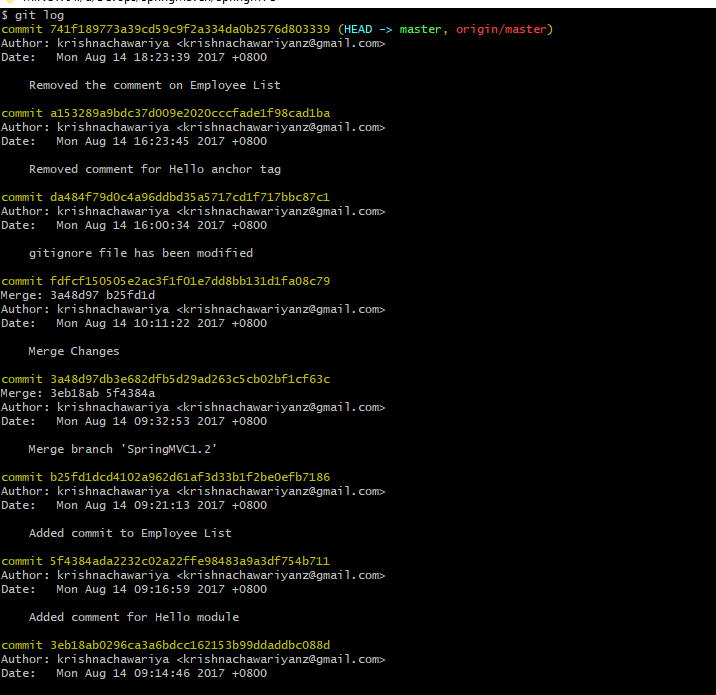 $ git log
commit 741f189773a39cd59c9f2a334da0b2576d803339 (HEAD -> master, origin/master)
Author: krishnachawariya <krishnachawariyanz@gmail.com>
Date:   Mon Aug 14 18:23:39 2017 +0800
Removed the comment on Employee List
commit a153289a9bdc37d009e2020cccfade1f98cad1ba
Author: krishnachawariya <krishnachawariyanz@gmail.com>
Date:   Mon Aug 14 16:23:45 2017 +0800
Removed comment for Hello anchor tag
commit da484f79d0c4a96ddbd35a5717cd1f717bbc87c1
Author: krishnachawariya <krishnachawariyanz@gmail.com>
Date:   Mon Aug 14 16:00:34 2017 +0800
gitignore file has been modified
commit fdfcf150505e2ac3f1f01e7dd8bb131d1fa08c79
Merge: 3a48d97 b25fd1d
Author: krishnachawariya <krishnachawariyanz@gmail.com>
Date:   Mon Aug 14 10:11:22 2017 +0800
Merge Changes
commit 3a48d97db3e682dfb5d29ad263c5cb02bf1cf63c
Merge: 3eb18ab 5f4384a
Author: krishnachawariya <krishnachawariyanz@gmail.com>
Date:   Mon Aug 14 09:32:53 2017 +0800
Merge branch 'SpringMVC1.2'
commit b25fd1dcd4102a962d61af3d33b1f2be0efb7186
Author: krishnachawariya <krishnachawariyanz@gmail.com>
Date:   Mon Aug 14 09:21:13 2017 +0800
Added commit to Employee List
commit 5f4384ada2232c02a22ffe98483a9a3df754b711
Author: krishnachawariya <krishnachawariyanz@gmail.com>
Date:   Mon Aug 14 09:16:59 2017 +0800
Added comment for Hello module
commit 3eb18ab0296ca3a6bdcc162153b99ddaddbc088d
Author: krishnachawariya <krishnachawariyanz@gmail.com>
Date:   Mon Aug 14 09:14:46 2017 +0800